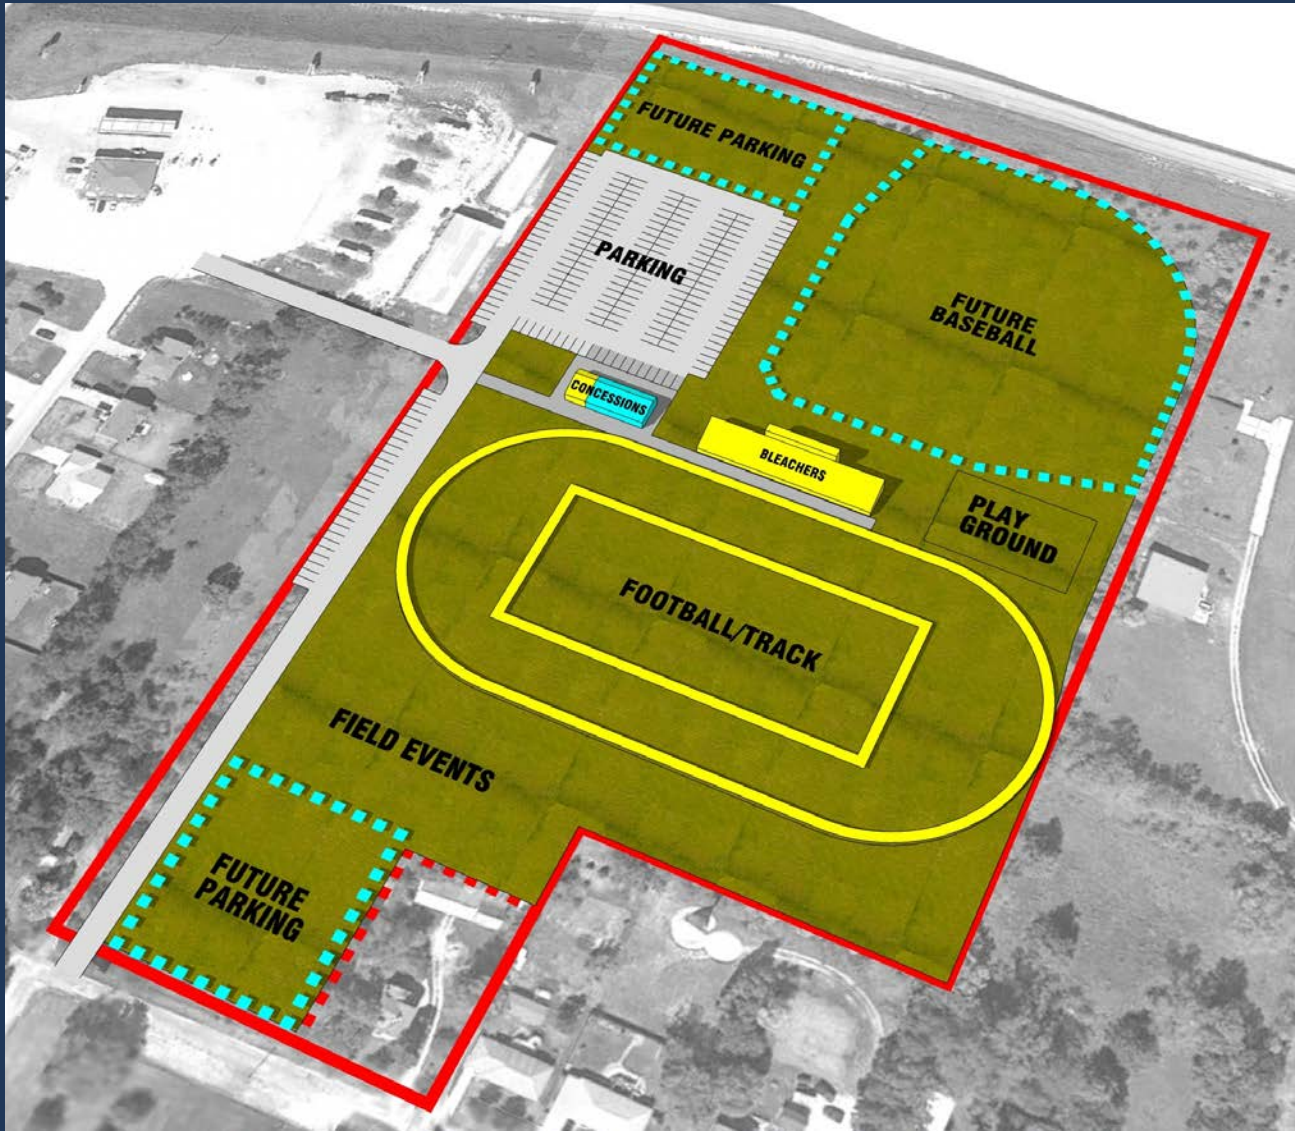 FUTURE PARKING
PARKING
FUTURE
BASEBALL
CONCESSIONS
BLEACHERS
PLAY
GROUND
FOOTBALL/TRACK
FIELD EVENTS
FUTURE
PARKING